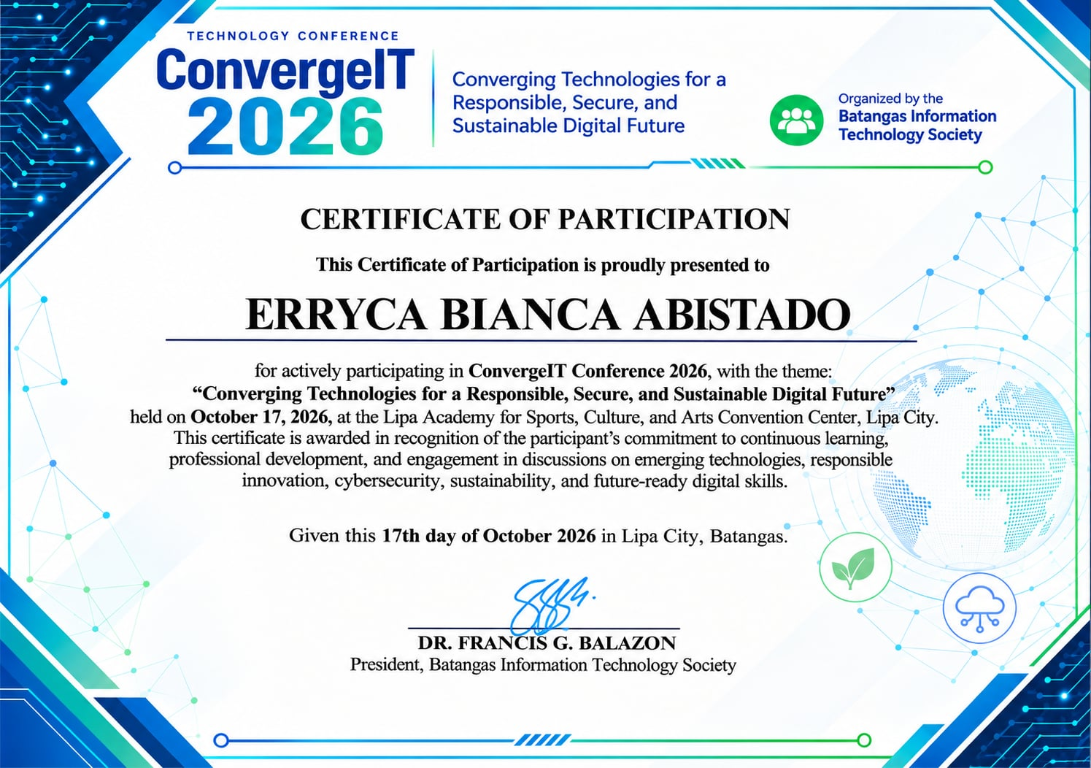 TECHNOLOGY CONFERENCE
ConvergeIT
2026
Converging Technologies for a
Responsible, Secure, and
Sustainable Digital Future
Organized by the
Batangas Information
Technology Society
CERTIFICATE OF PARTICIPATION
This Certificate of Participation is proudly presented to
ERRYCA BIANCA ABISTADO
for actively participating in ConvergeIT Conference 2026, with the theme:
“Converging Technologies for a Responsible, Secure, and Sustainable Digital Future”
held on October 17, 2026, at the Lipa Academy for Sports, Culture, and Arts Convention Center, Lipa City.
This certificate is awarded in recognition of the participant’s commitment to continuous learning,
professional development, and engagement in discussions on emerging technologies, responsible
innovation, cybersecurity, sustainability, and future-ready digital skills.
Given this 17th day of October 2026 in Lipa City, Batangas.
DR. FRANCIS G. BALAZON
President, Batangas Information Technology Society